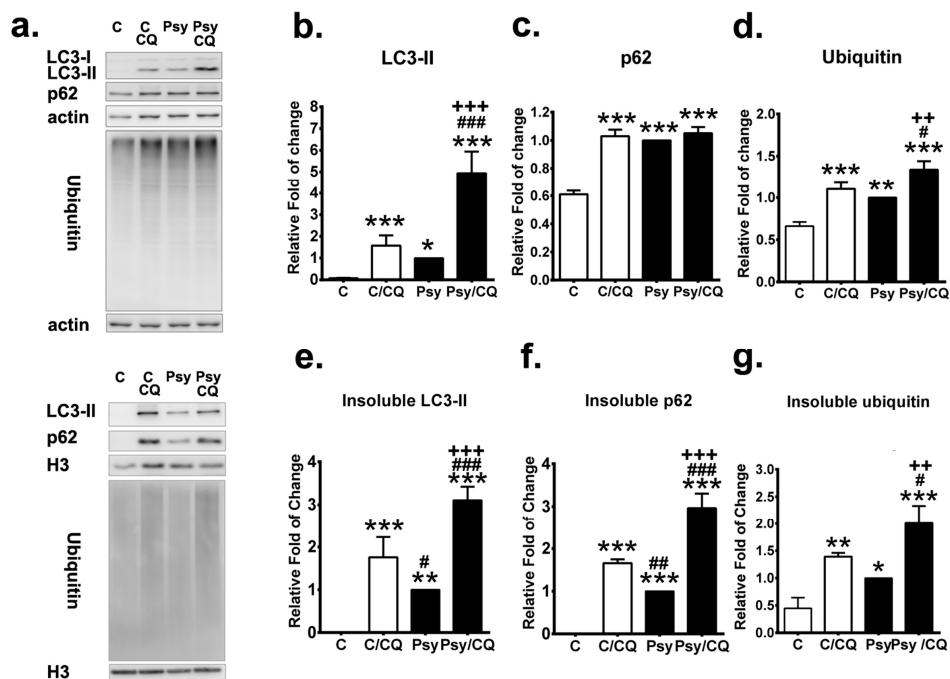 a.
C C Psy Psy
CQ CQ
LC3-I
LC3-II
p62
actin
Ubiquitin
actin
C C Psy Psy
CQ CQ
LC3-II
p62
H3
Ubiquitin
H3
b.
LC3-II
Relative Fold of change
8
7
6
5
4
3
2
1
0
***
*
+++
###
***
C C/CQ Psy Psy/CQ
c.
p62
Relative Fold of change
1.2
1.0
0.8
0.6
0.4
0.2
0.0
*** *** ***
C C/CQ Psy Psy/CQ
d.
Ubiquitin
Relative Fold of change
2.0
1.5
1.0
0.5
0.0
***
**
++
#
***
C C/CQ Psy Psy/CQ
e.
Insoluble LC3-II
Relative Fold of Change
4
3
2
1
0
***
#
**
+++
###
***
C C/CQ Psy Psy/CQ
f.
Insoluble p62
Relative Fold of Change
4
3
2
1
0
***
##
***
+++
###
***
C C/CQ Psy Psy/CQ
g.
Insoluble ubiquitin
Relative Fold of Change
3.0
2.5
2.0
1.5
1.0
0.5
0.0
**
*
++
#
***
C C/CQ Psy Psy /CQ